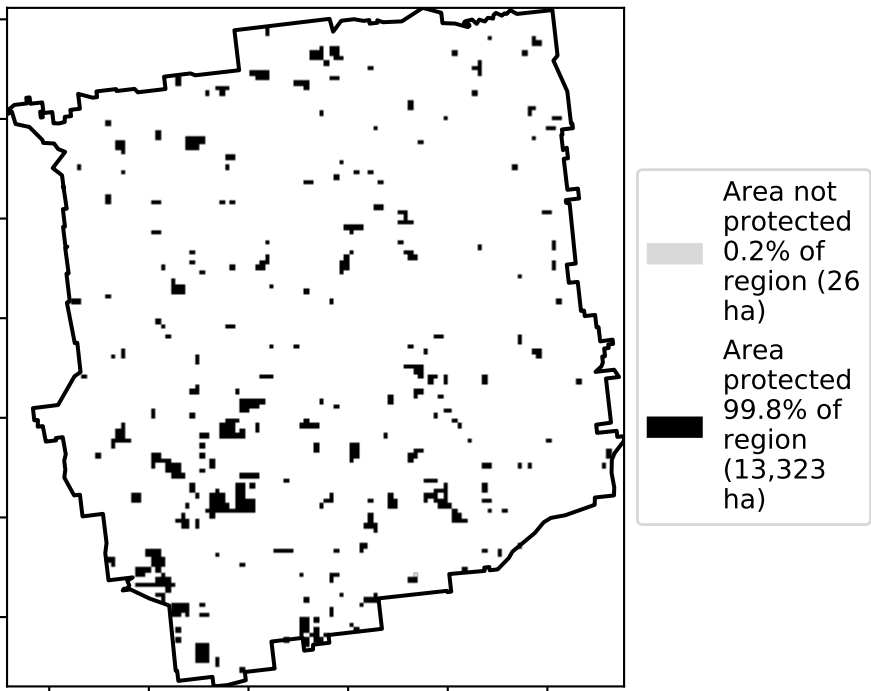 Area not
protected
0.2% of
region (26
ha)
Area
protected
99.8% of
region
(13,323
ha)